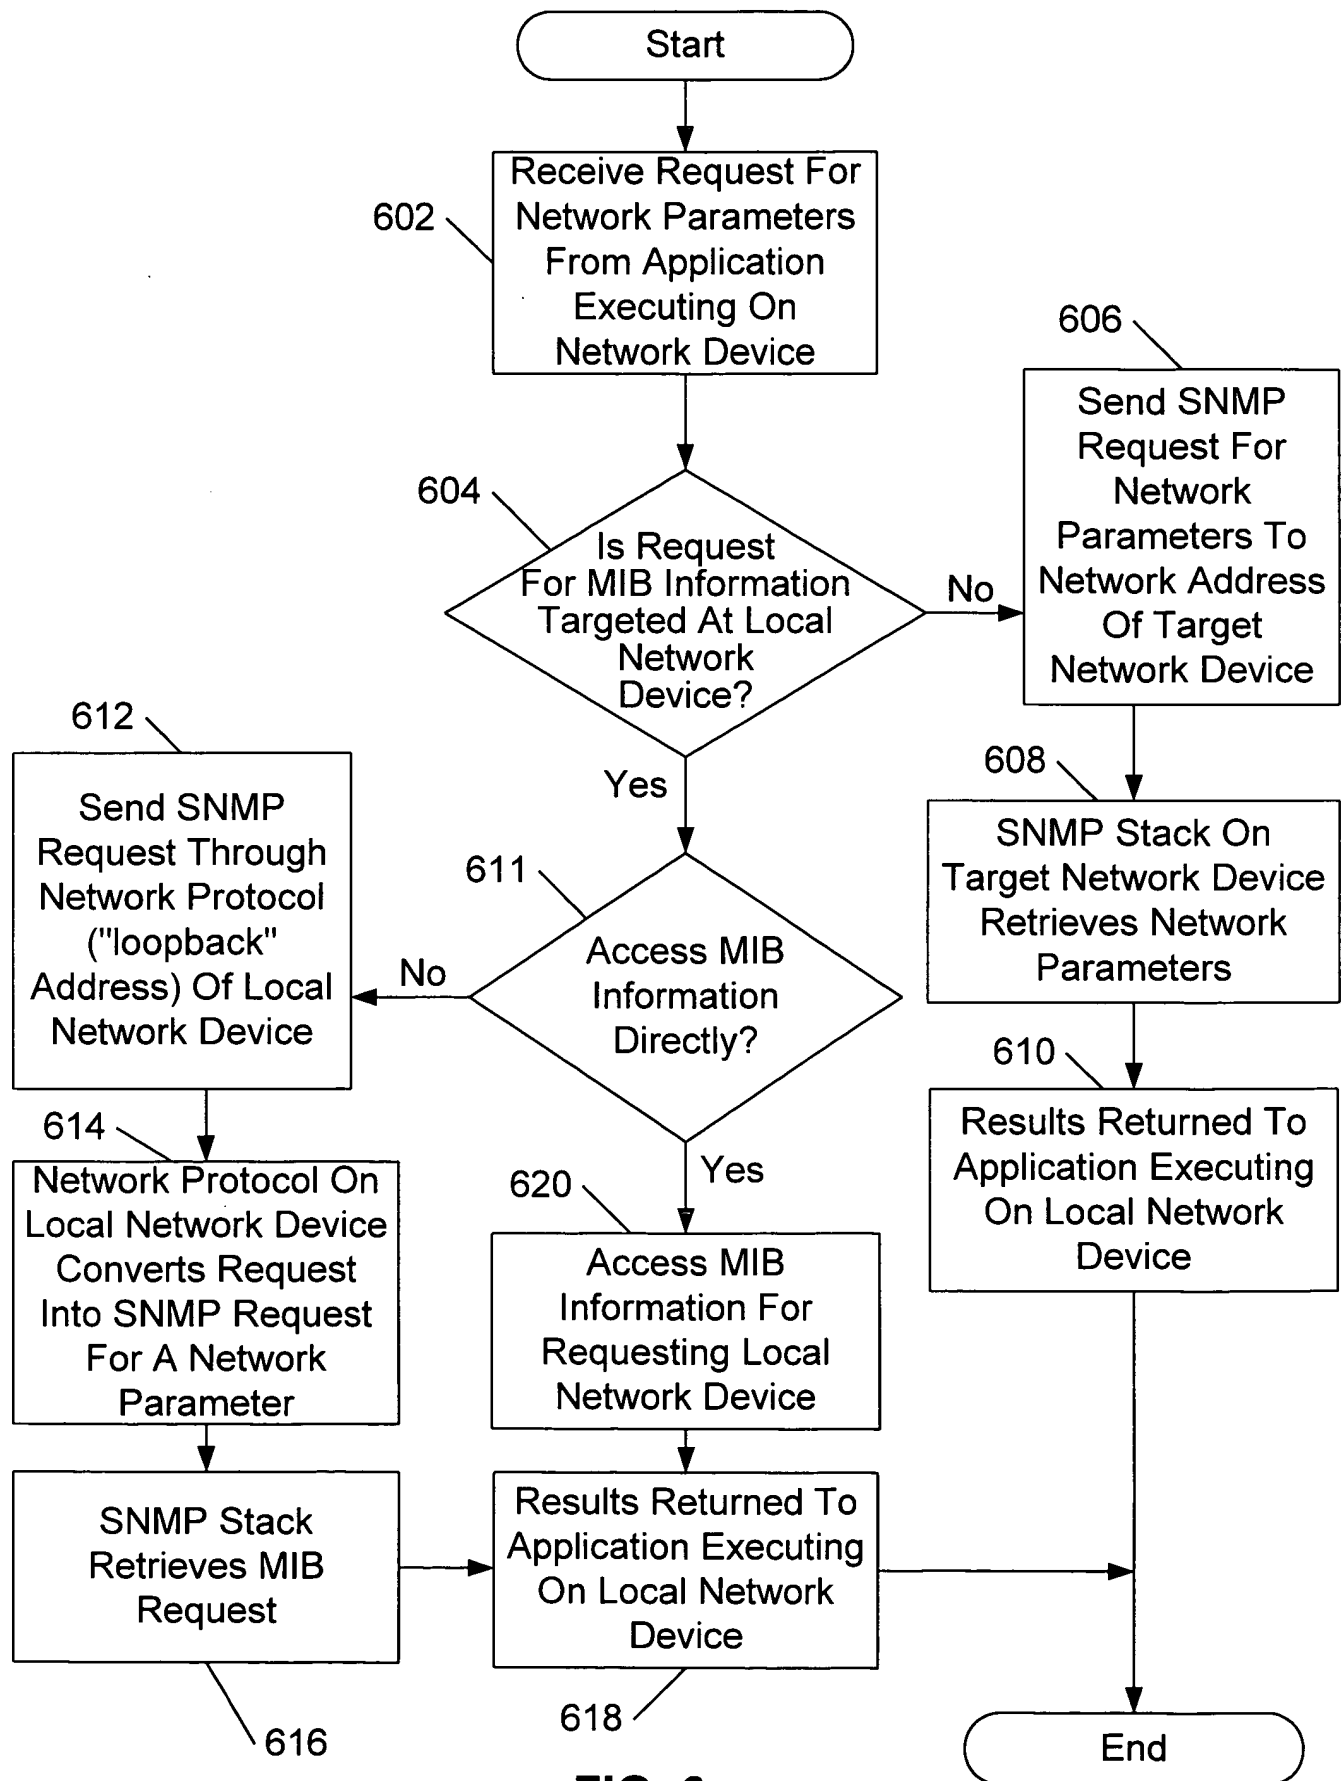 Start
602
Receive Request For
Network Parameters
From Application
Executing On
Network Device
604
Is Request
For MIB Information
Targeted At Local
Network
Device?
No
606
Send SNMP
Request For
Network
Parameters To
Network Address
Of Target
Network Device
608
SNMP Stack On
Target Network Device
Retrieves Network
Parameters
610
Results Returned To
Application Executing
On Local Network
Device
Yes
611
Access MIB
Information
Directly?
No
612
Send SNMP
Request Through
Network Protocol
("loopback"
Address) Of Local
Network Device
614
Network Protocol On
Local Network Device
Converts Request
Into SNMP Request
For A Network
Parameter
SNMP Stack
Retrieves MIB
Request
616
Yes
620
Access MIB
Information For
Requesting Local
Network Device
Results Returned To
Application Executing
On Local Network
Device
618
End